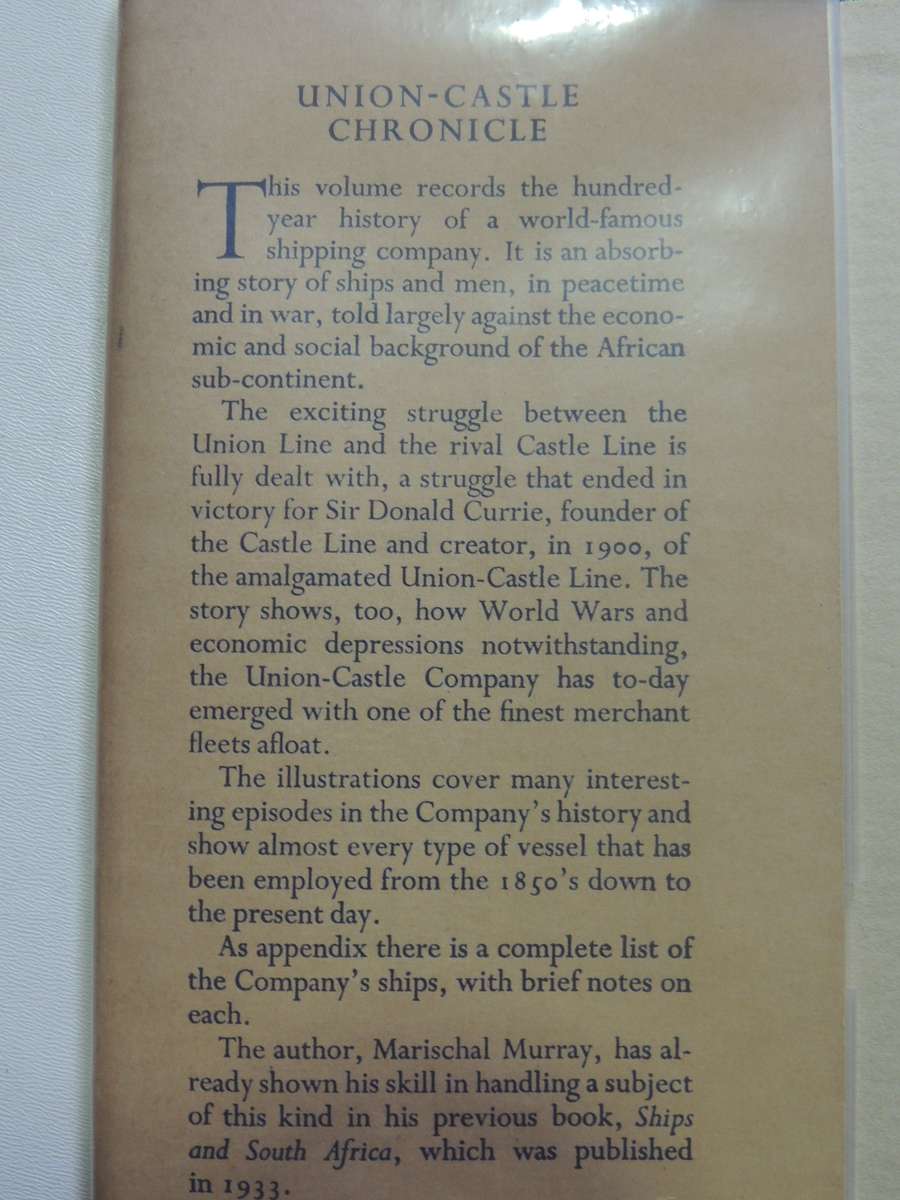 UNION-CASTLE
CHRONICLE
This volume records the hundred-
year history of a world-famous
shipping company. It is an absorb-
ing story of ships and men, in peacetime
and in war, told largely against the econo-
mic and social background of the African
sub-continent.
The exciting struggle between the
Union Line and the rival Castle Line is
fully dealt with, a struggle that ended in
victory for Sir Donald Currie, founder of
the Castle Line and creator, in 1900, of
the amalgamated Union-Castle Line. The
story shows, too, how World Wars and
economic depressions notwithstanding,
the Union-Castle Company has to-day
emerged with one of the finest merchant
fleets afloat.
The illustrations cover many interest-
ing episodes in the Company's history and
show almost every type of vessel that has
been employed from the 1850's down to
the present day.
As appendix there is a complete list of
the Company's ships, with brief notes on
each.
The author, Marischal Murray, has al-
ready shown his skill in handling a subject
of this kind in his previous book, Ships
and South Africa, which was published
in 1933.